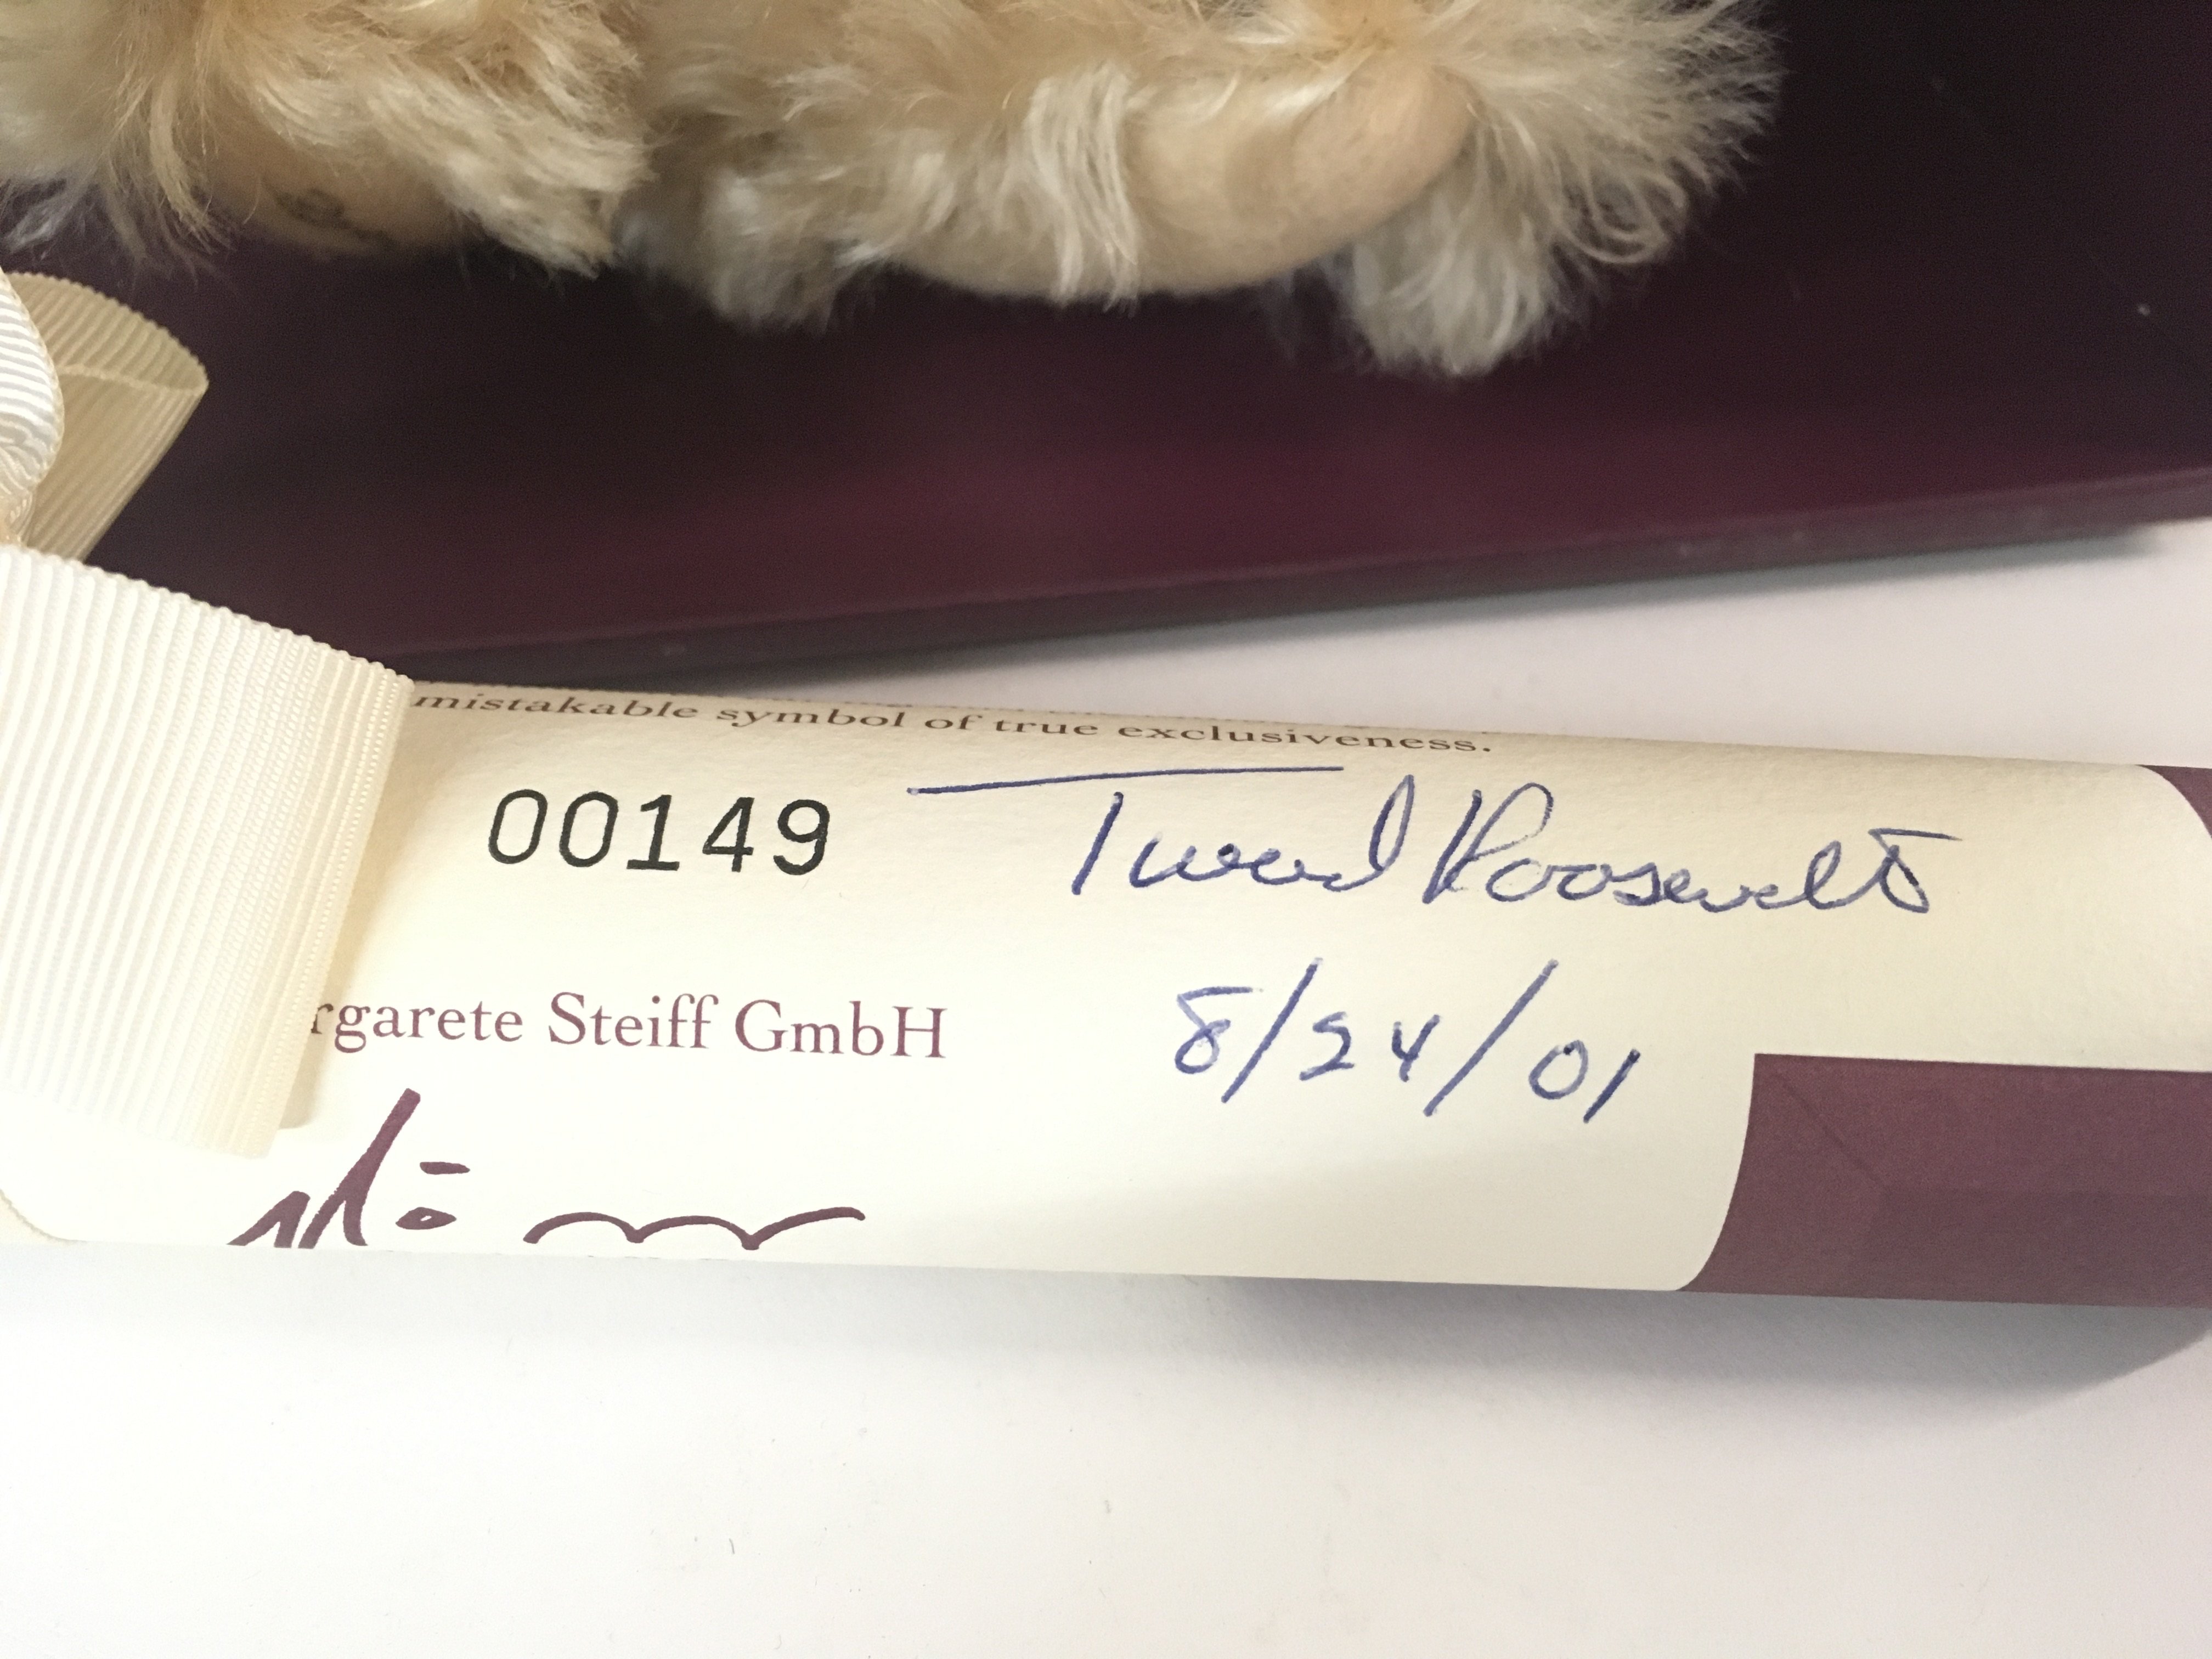 mistakable symbol of true exclusiveness.
00149 Tweed Roosevelt
rgarete Steiff GmbH 8/24/01